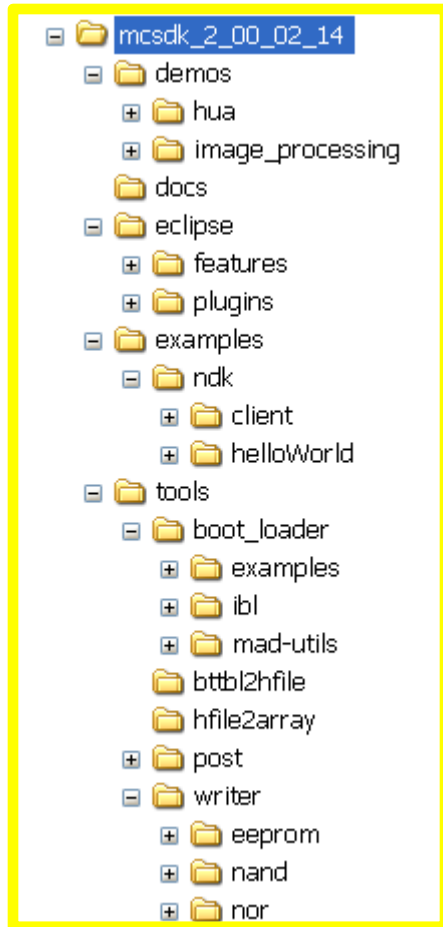 mcsdk_2_00_02_14
demos
hua
image_processing
docs
eclipse
features
plugins
examples
ndk
client
helloWorld
tools
boot_loader
examples
ibl
mad-utils
bttbl2hfile
hfile2array
post
writer
eeprom
nand
nor